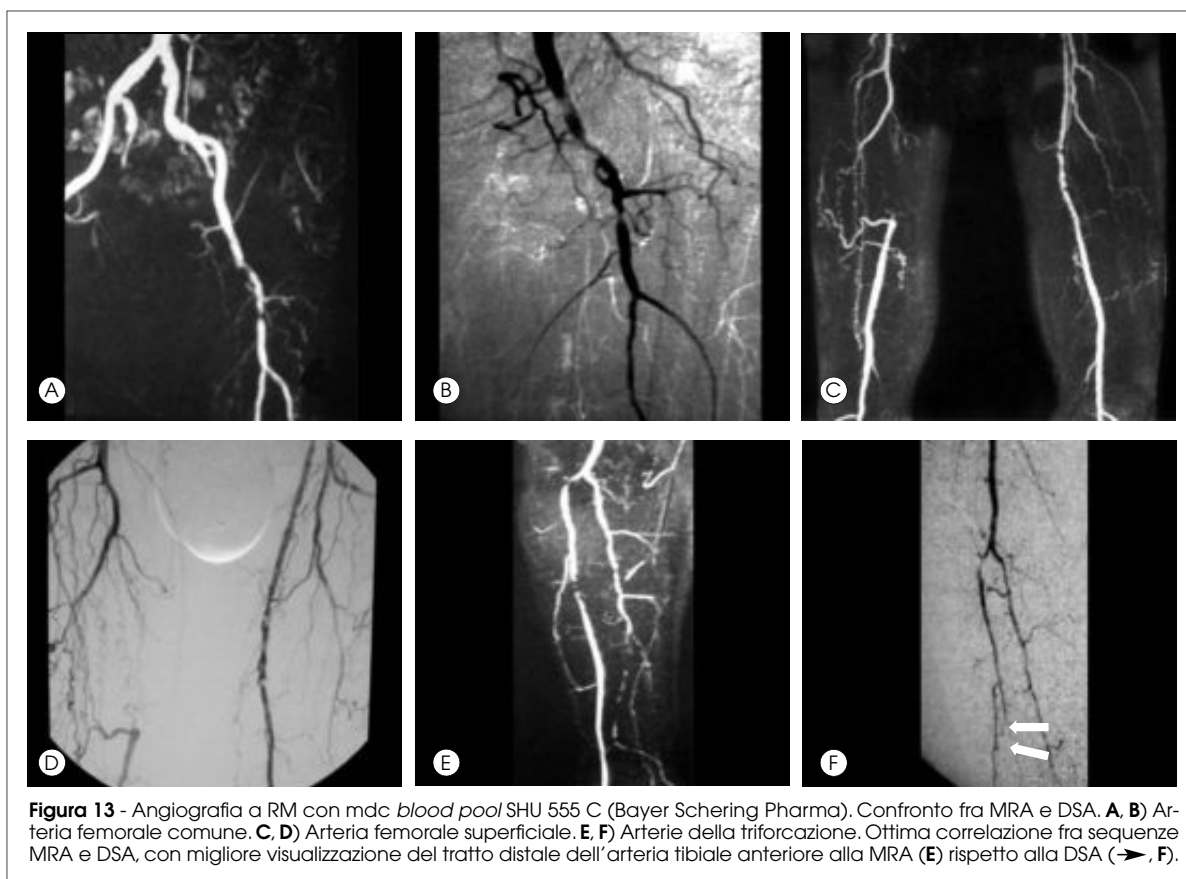 A
B
C
D
E
F
Figura 13 - Angiografia a RM con mdc blood pool SHU 555 C (Bayer Schering Pharma). Confronto fra MRA e DSA. A, B) Ar-
teria femorale comune. C, D) Arteria femorale superficiale. E, F) Arterie della triforcazione. Ottima correlazione fra sequenze
MRA e DSA, con migliore visualizzazione del tratto distale dell'arteria tibiale anteriore alla MRA (E) rispetto alla DSA (➛, F).